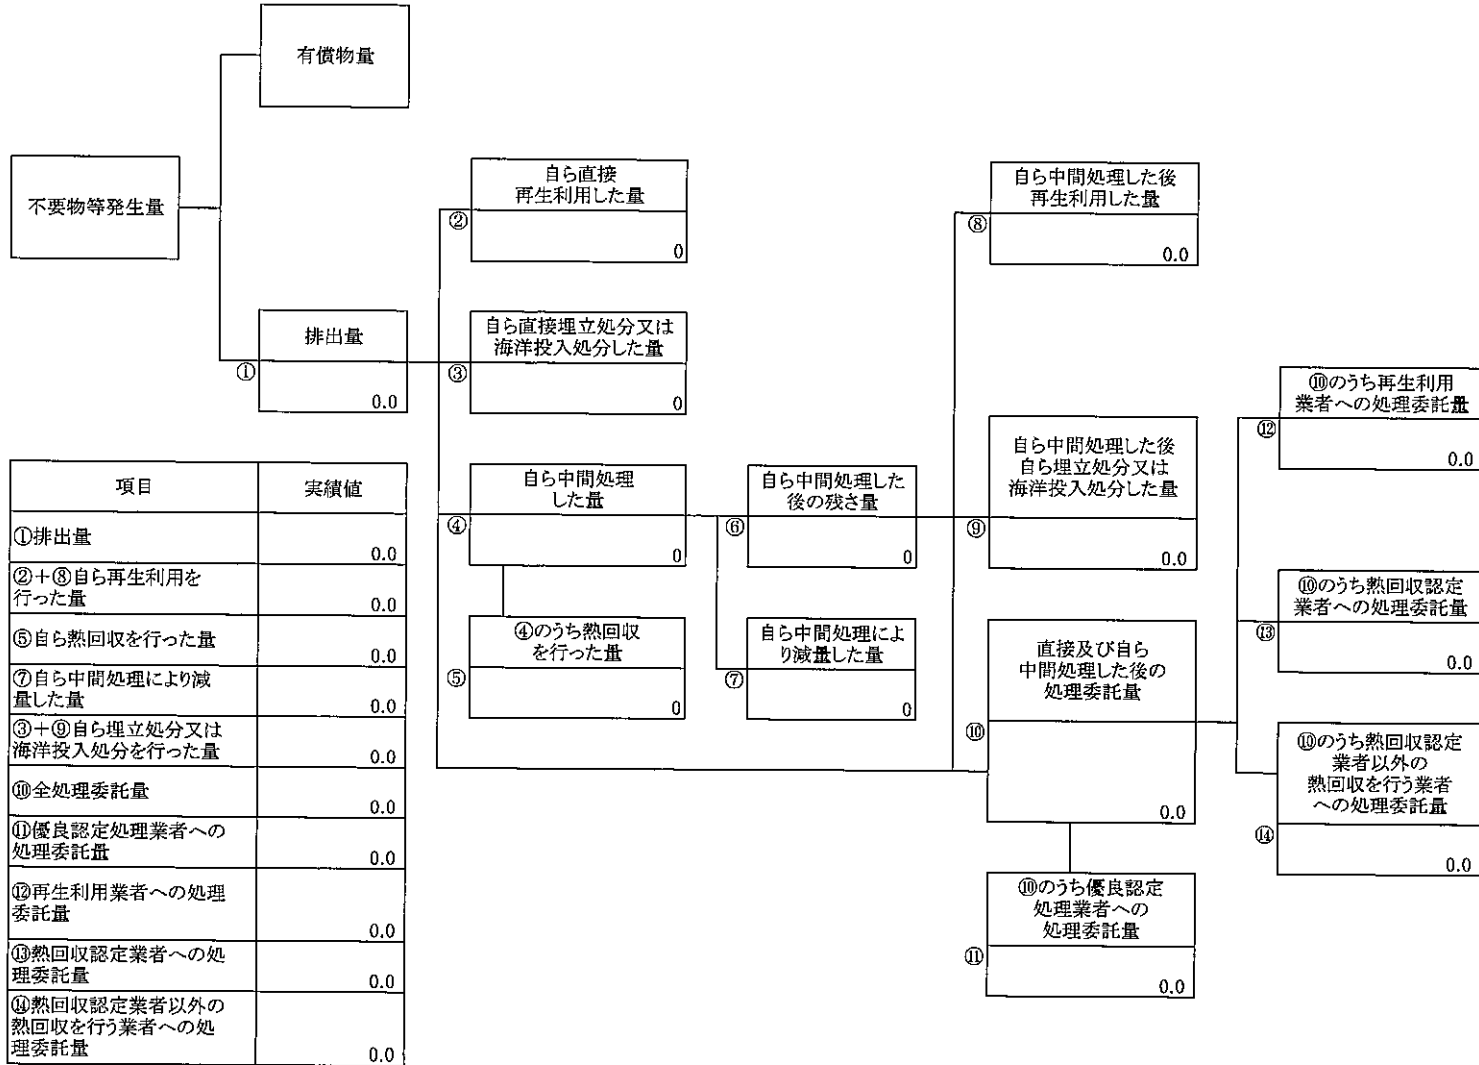 有償物量
不要物等発生量
排出量
①
0.0
自ら直接
再生利用した量
②
0
自ら直接埋立処分又は
海洋投入処分した量
③
0
自ら中間処理
した量
④
0
④のうち熱回収
を行った量
⑤
0
自ら中間処理した
後の残さ量
⑥
0
自ら中間処理によ
り減量した量
⑦
0
自ら中間処理した後
再生利用した量
⑧
0.0
自ら中間処理した後
自ら埋立処分又は
海洋投入処分した量
⑨
0.0
直接及び自ら
中間処理した後の
処理委託量
⑩
0.0
⑩のうち優良認定
処理業者への
処理委託量
⑪
0.0
⑩のうち再生利用
業者への処理委託量
⑫
0.0
⑩のうち熱回収認定
業者への処理委託量
⑬
0.0
⑩のうち熱回収認定
業者以外の
熱回収を行う業者
への処理委託量
⑭
0.0
項目 実績値
①排出量
0.0
②+⑧自ら再生利用を
行った量 0.0
⑤自ら熱回収を行った量
0.0
⑦自ら中間処理により減
量した量 0.0
③+⑨自ら埋立処分又は
海洋投入処分を行った量 0.0
⑩全処理委託量
0.0
⑪優良認定処理業者への
処理委託量 0.0
⑫再生利用業者への処理
委託量
0.0
⑬熱回収認定業者への処
理委託量 0.0
⑭熱回収認定業者以外の
熱回収を行う業者への処
理委託量 0.0